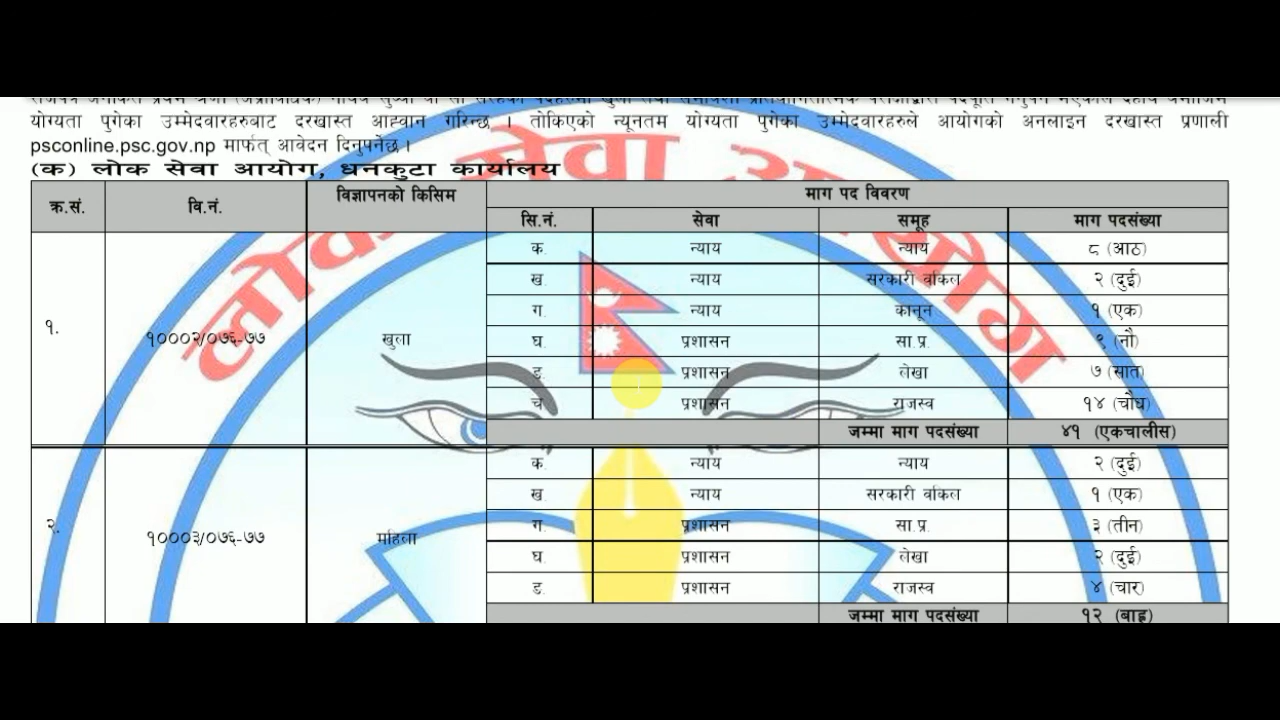 योग्यता पुगेका उम्मेदवारहरुबाट दरखास्त आह्वान गरिन्छ । तोकिएको न्यूनतम योग्यता पुगेका उम्मेदवारहरुले आयोगको अनलाइन दरखास्त प्रणाली
psconline.psc.gov.np मार्फत् आवेदन दिनुपर्नेछ।
(क) लोक सेवा आयोग, धनकुटा कार्यालय
क्र.सं. वि.नं. विज्ञापनको किसिम माग पद विवरण
सि.नं. सेवा समूह माग पदसंख्या
क. न्याय न्याय ८ (आठ)
ख. न्याय सरकारी वकिल २ (दुई)
ग. न्याय कानून १ (एक)
१. १०००२/०७६-७७ खुला घ. प्रशासन सा.प्र. ९ (नौ)
ङ. प्रशासन लेखा ७ (सात)
च प्रशासन राजस्व १४ (चौध)
जम्मा माग पदसंख्या ४१ (एकचालीस)
क. न्याय न्याय २ (दुई)
ख. न्याय सरकारी वकिल १ (एक)
२. १०००३/०७६-७७ महिला ग. प्रशासन सा.प्र. ३ (तीन)
घ. प्रशासन लेखा २ (दुई)
ङ. प्रशासन राजस्व ४ (चार)
जम्मा माग पदसंख्या १२ (बाह्र)
लोक सेवा आयोग